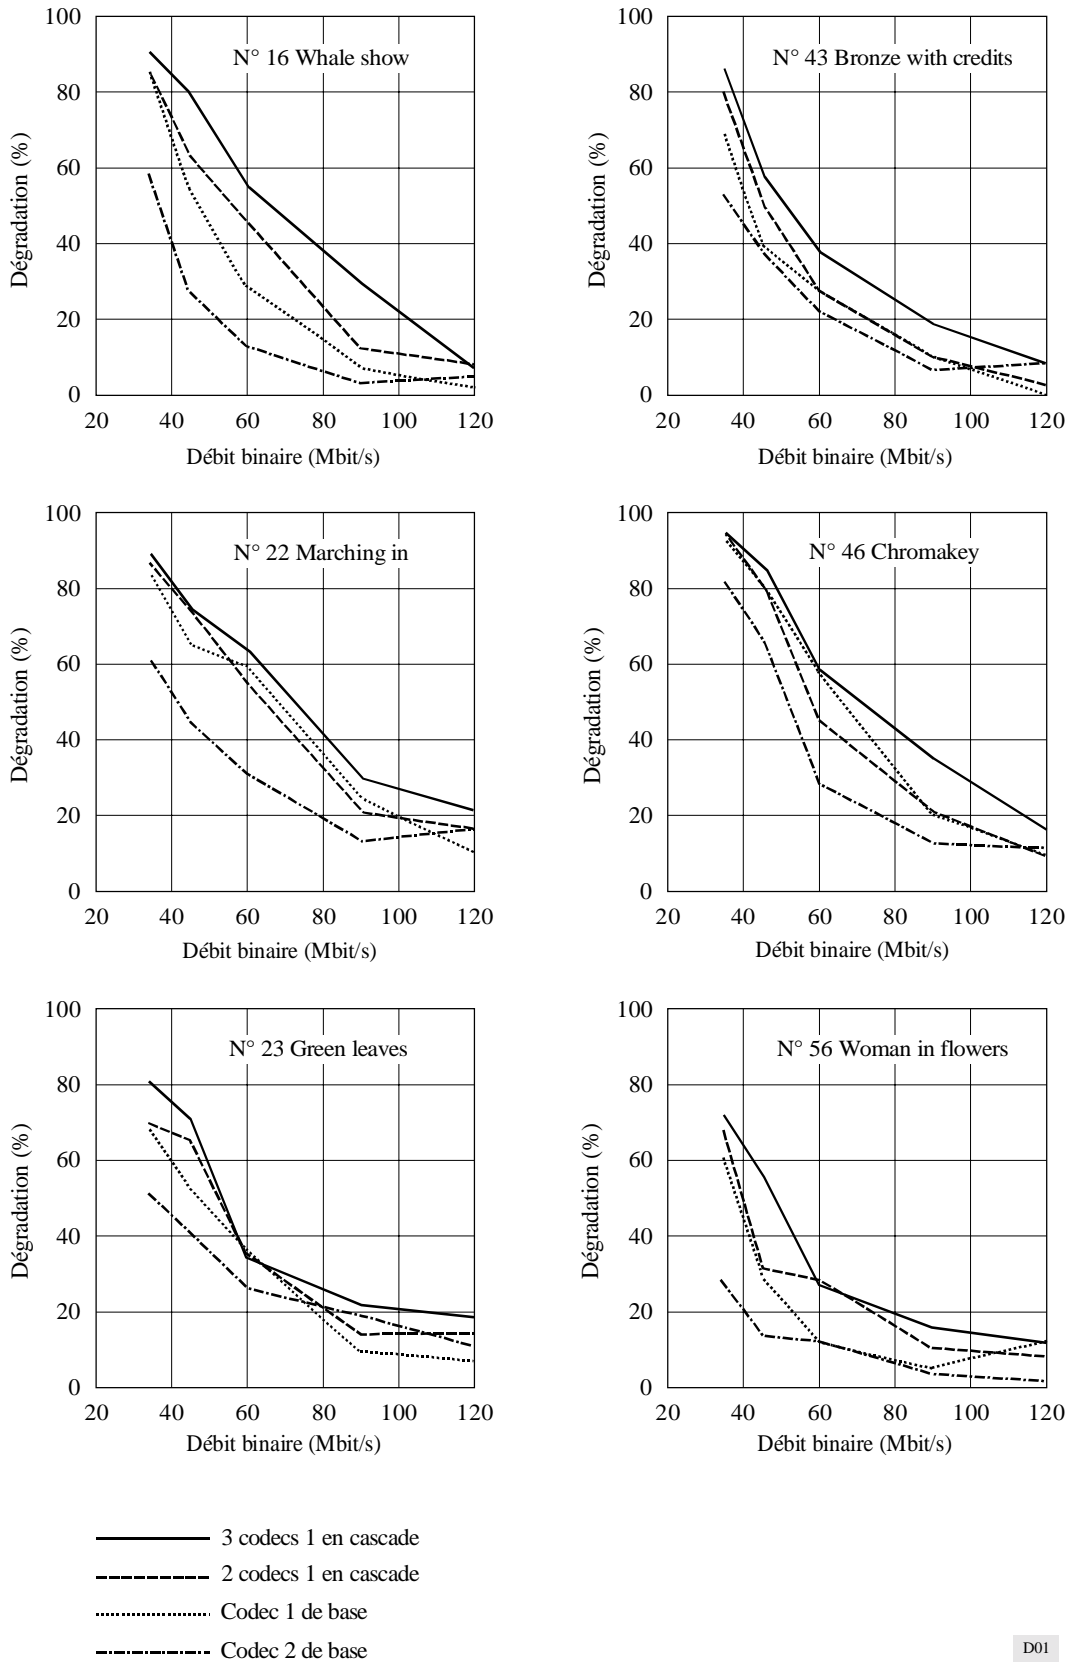 N° 16 Whale show
Dégradation (%)
100
80
60
40
20
0
20 40 60 80 100 120
Débit binaire (Mbit/s)
N° 43 Bronze with credits
Dégradation (%)
100
80
60
40
20
0
20 40 60 80 100 120
Débit binaire (Mbit/s)
N° 22 Marching in
Dégradation (%)
100
80
60
40
20
0
20 40 60 80 100 120
Débit binaire (Mbit/s)
N° 46 Chromakey
Dégradation (%)
100
80
60
40
20
0
20 40 60 80 100 120
Débit binaire (Mbit/s)
N° 23 Green leaves
Dégradation (%)
100
80
60
40
20
0
20 40 60 80 100 120
Débit binaire (Mbit/s)
N° 56 Woman in flowers
Dégradation (%)
100
80
60
40
20
0
20 40 60 80 100 120
Débit binaire (Mbit/s)
3 codecs 1 en cascade
2 codecs 1 en cascade
Codec 1 de base
Codec 2 de base
D01